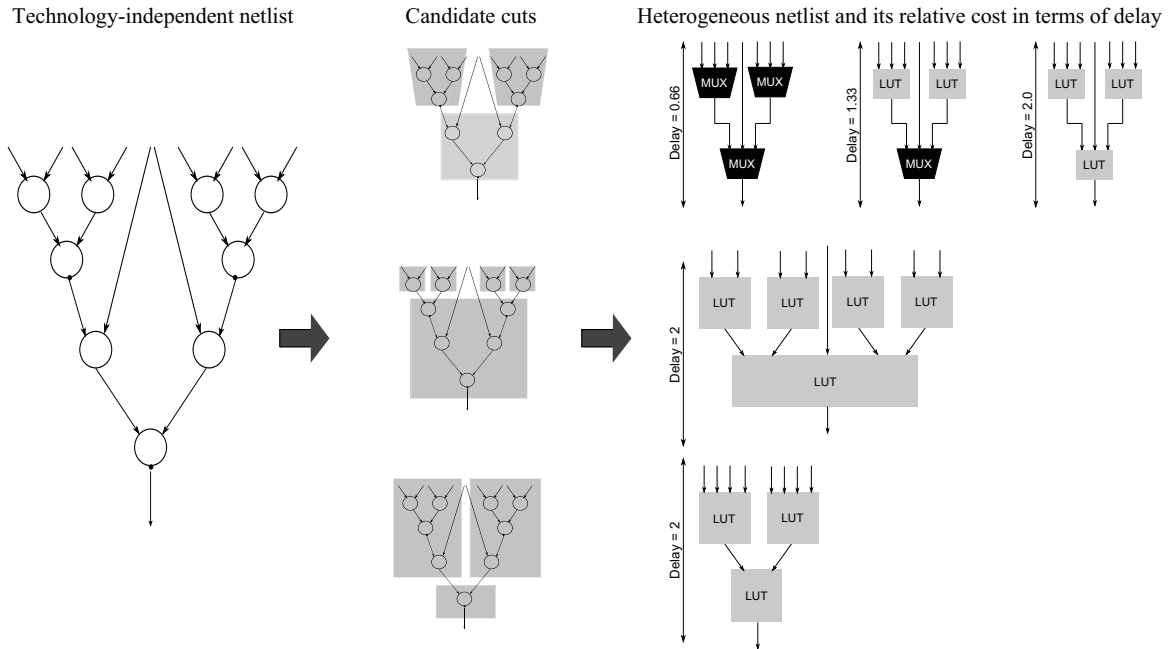 Technology-independent netlist
Candidate cuts
Heterogeneous netlist and its relative cost in terms of delay
Delay = 0.66
MUX
MUX
MUX
Delay = 1.33
LUT
LUT
MUX
Delay = 2.0
LUT
LUT
LUT
Delay = 2
LUT
LUT
LUT
LUT
LUT
Delay = 2
LUT
LUT
LUT